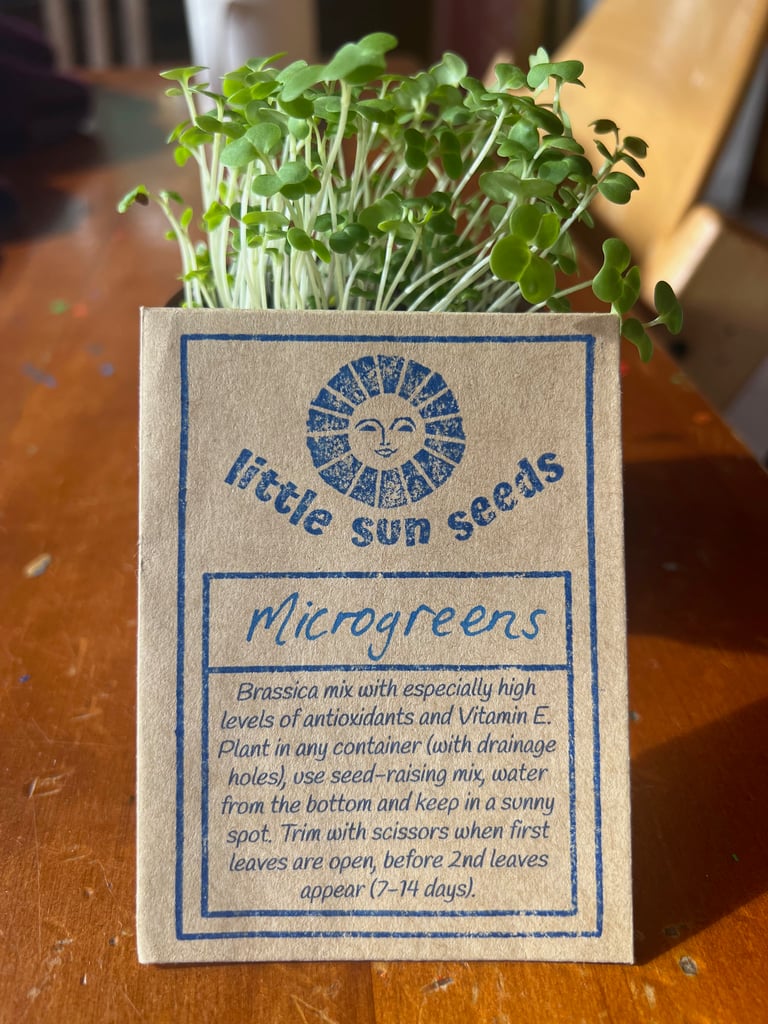 little sun seeds
Microgreens
Brassica mix with especially high
levels of antioxidants and Vitamin E.
Plant in any container (with drainage
holes), use seed-raising mix, water
from the bottom and keep in a sunny
spot. Trim with scissors when first
leaves are open, before 2nd leaves
appear (7-14 days).